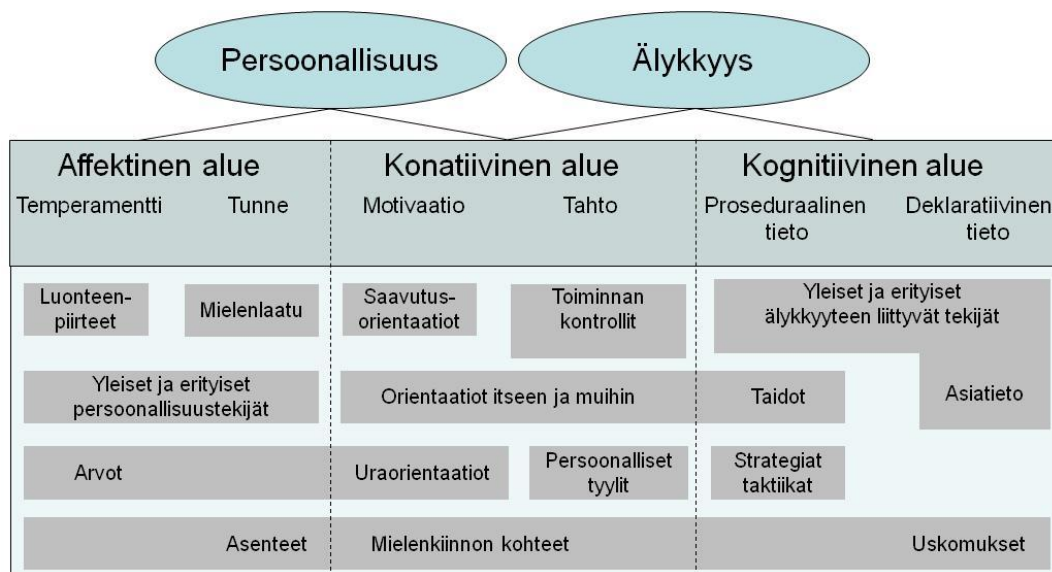 Persoonallisuus
Älykkyys
Affektinen alue
Konatiivinen alue
Kognitiivinen alue
Temperamentti
Tunne
Motivaatio
Tahto
Proseduraalinen
tieto
Deklaratiivinen
tieto
Luonteen-
piirteet
Mielenlaatu
Saavutus-
orientaatiot
Toiminnan
kontrollit
Yleiset ja erityiset
älykkyyteen liittyvät tekijät
Yleiset ja erityiset
persoonallisuustekijät
Orientaatiot itseen ja muihin
Taidot
Asiatieto
Arvot
Uraorientaatiot
Persoonalliset
tyylit
Strategiat
taktiikat
Asenteet
Mielenkiinnon kohteet
Uskomukset